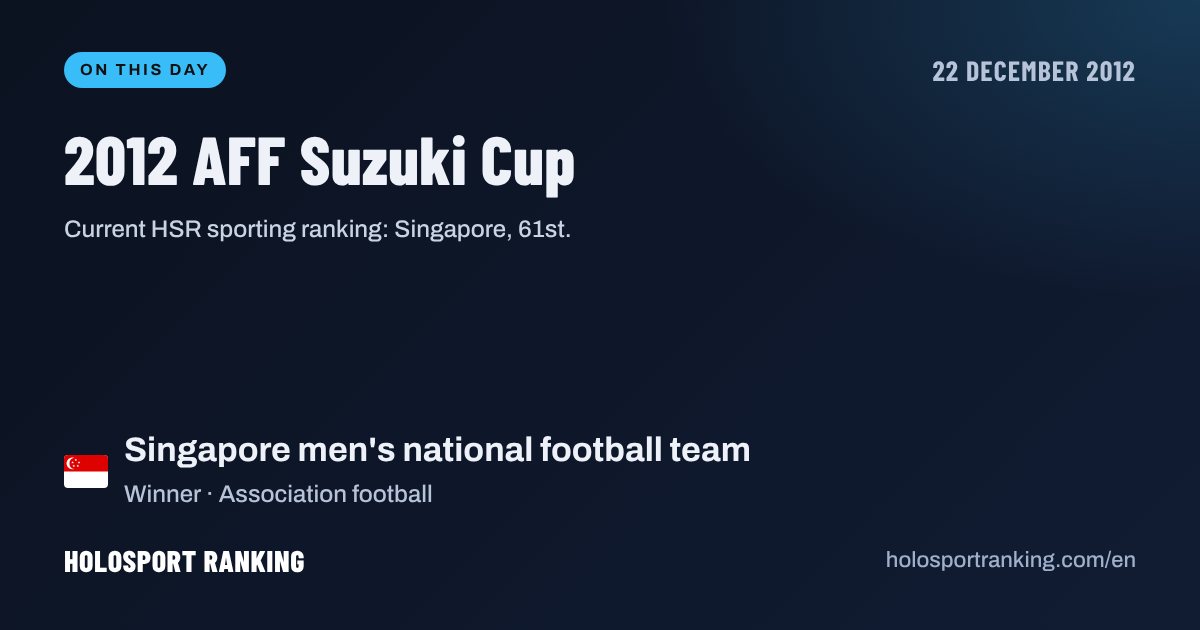 ON THIS DAY
22 DECEMBER 2012
2012 AFF Suzuki Cup
Current HSR sporting ranking: Singapore, 61st.
Singapore men's national football team
Winner · Association football
HOLOSPORT RANKING
holosportranking.com/en